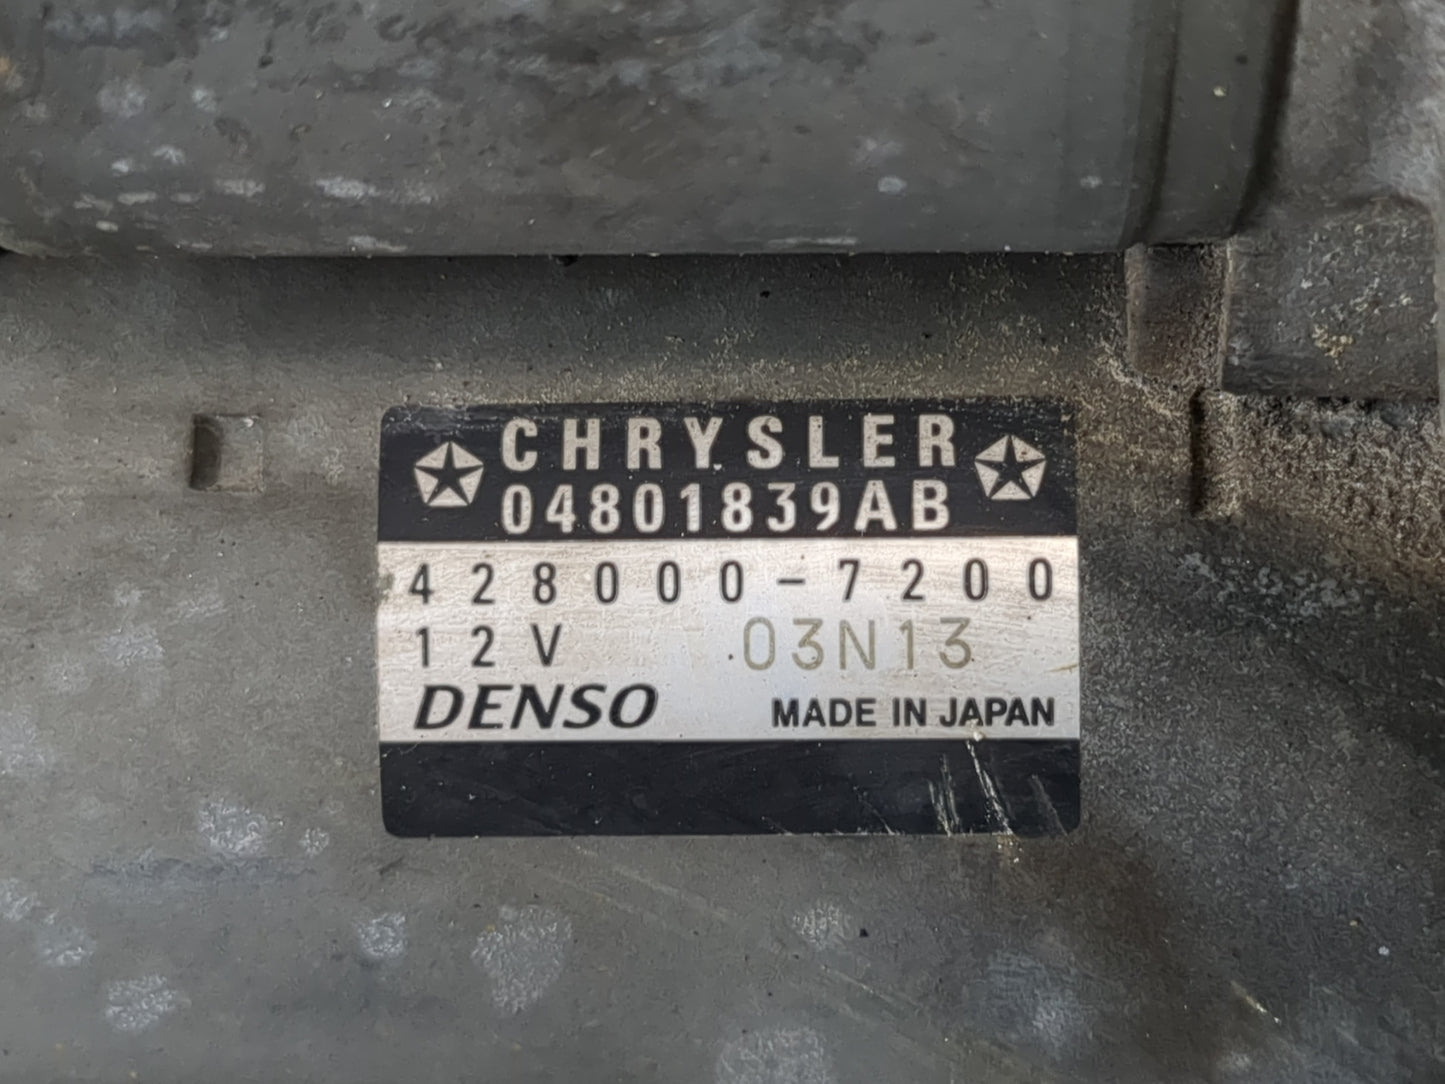 CHRYSLER
04801839AB
428000-7200
12V 03N13
DENSO MADE IN JAPAN